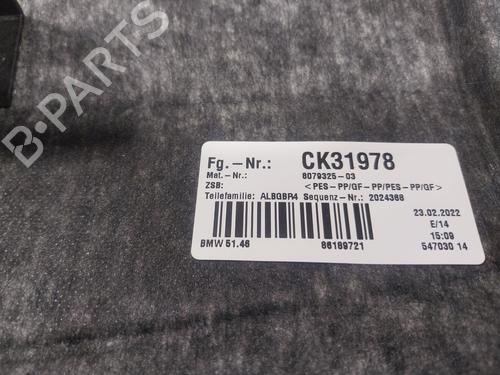 B-PARTS
Fg.-Nr.: CK31978
Mat.-Nr.: 8079325-03
ZSB: <PES-PP/GF-PP/PES-PP/GF>
Teilefamilie: ALBGBR4 Sequenz-Nr.: 2024368
23.02.2022
E/14
15:09
BMW 51.46 86189721 547030 14